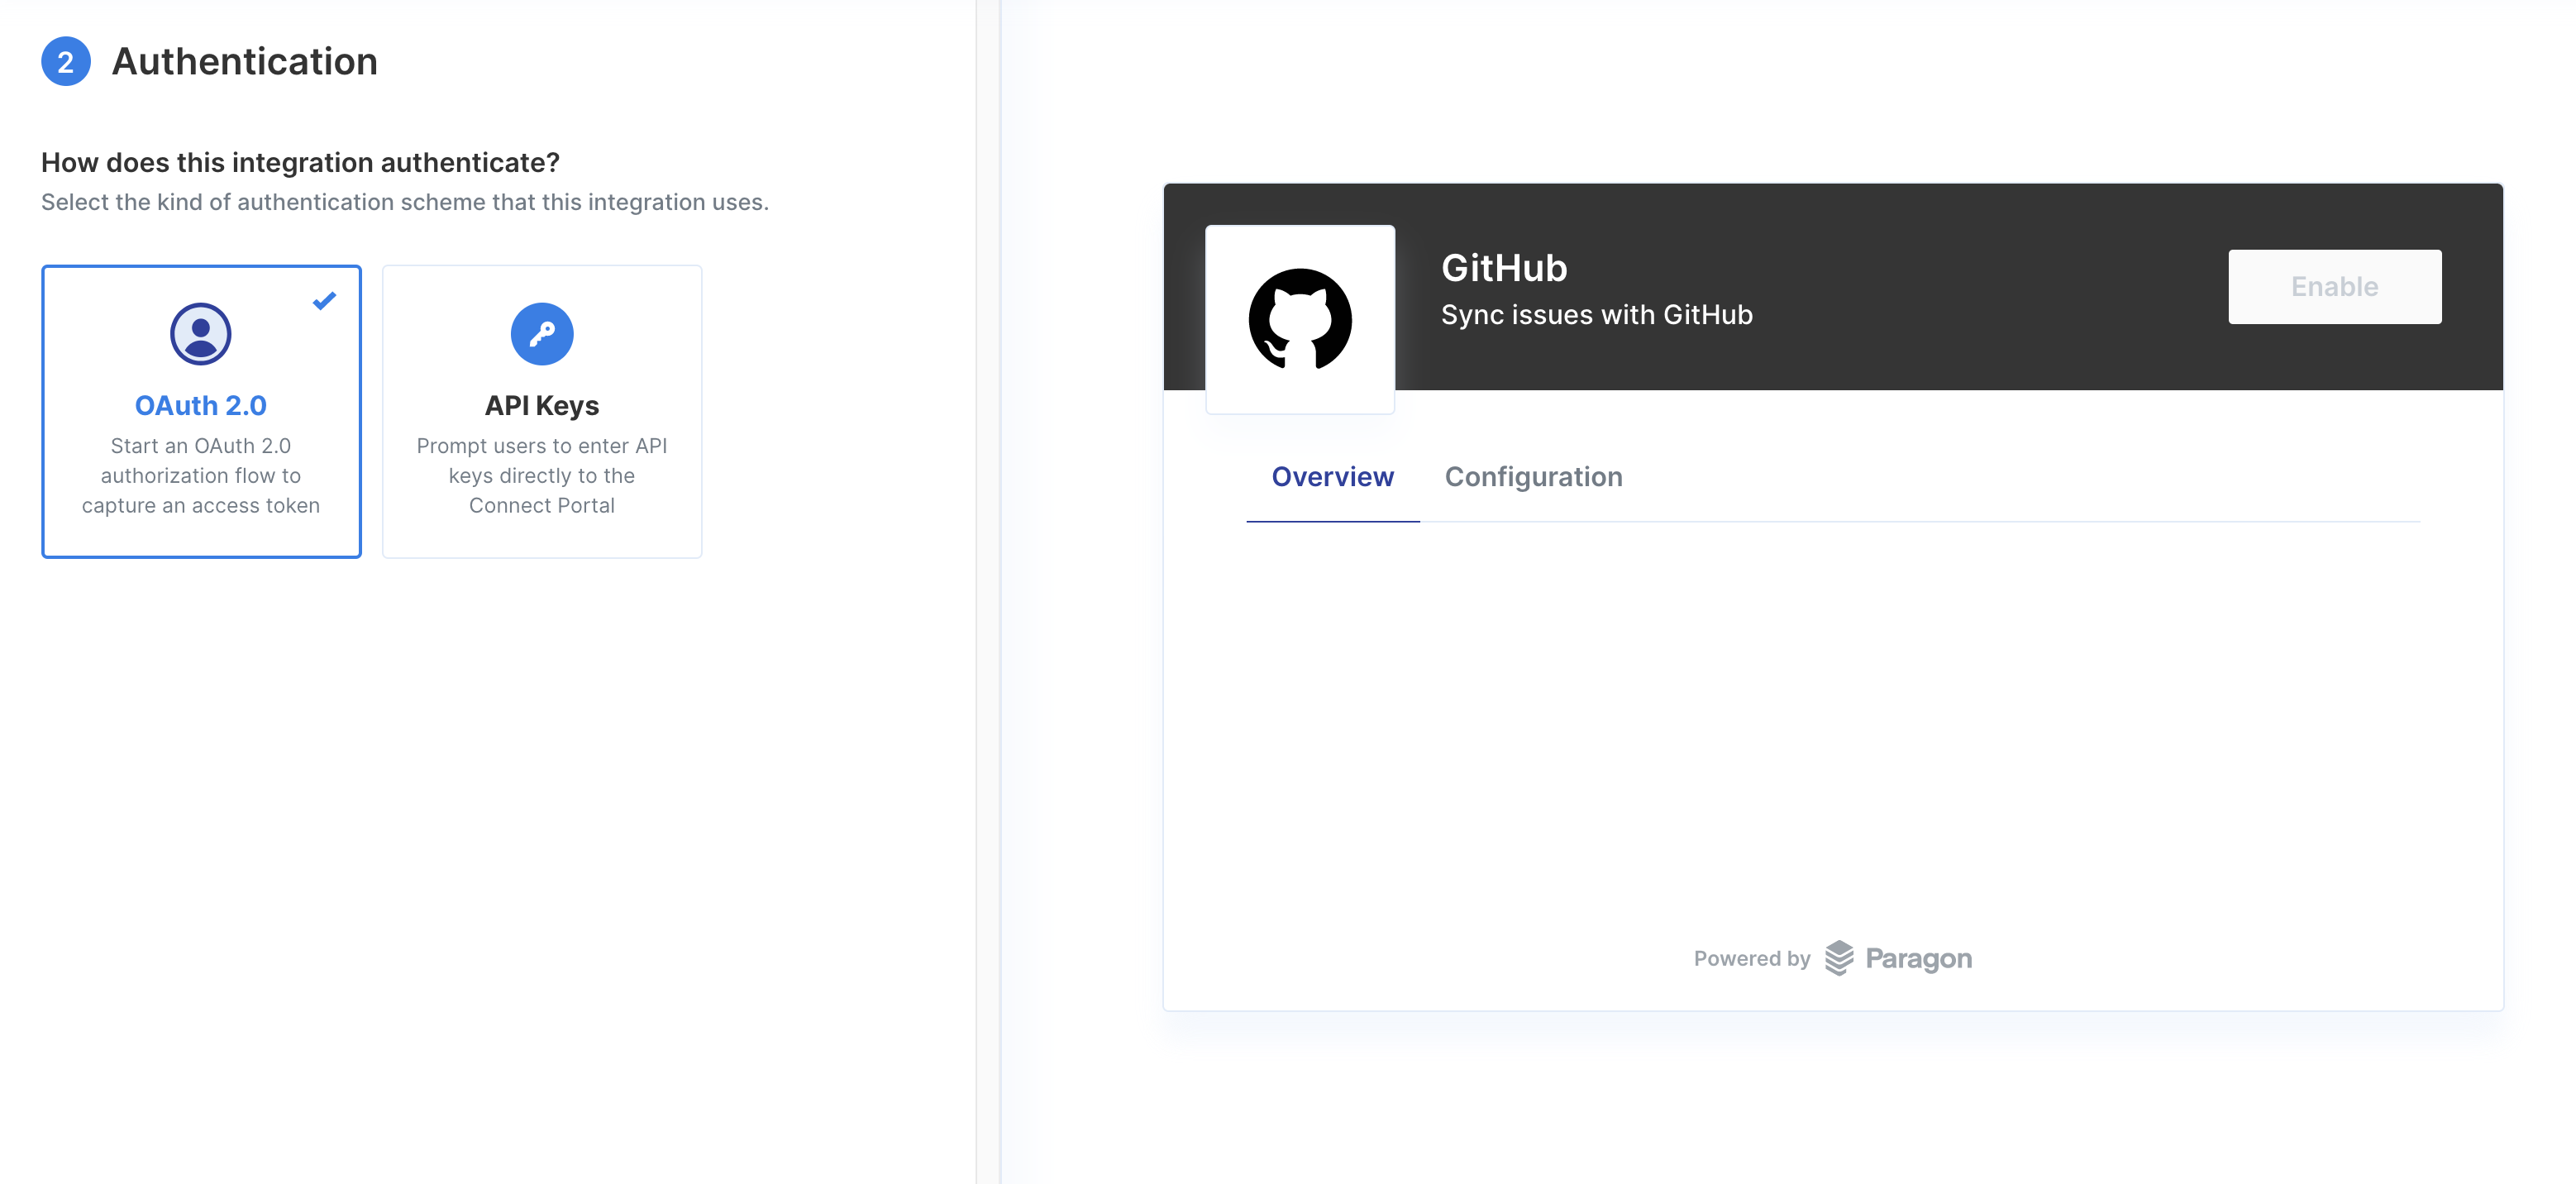 2 Authentication
How does this integration authenticate?
Select the kind of authentication scheme that this integration uses.
OAuth 2.0
Start an OAuth 2.0
authorization flow to
capture an access token
API Keys
Prompt users to enter API
keys directly to the
Connect Portal
GitHub
Sync issues with GitHub
Enable
Overview Configuration
Powered by Paragon